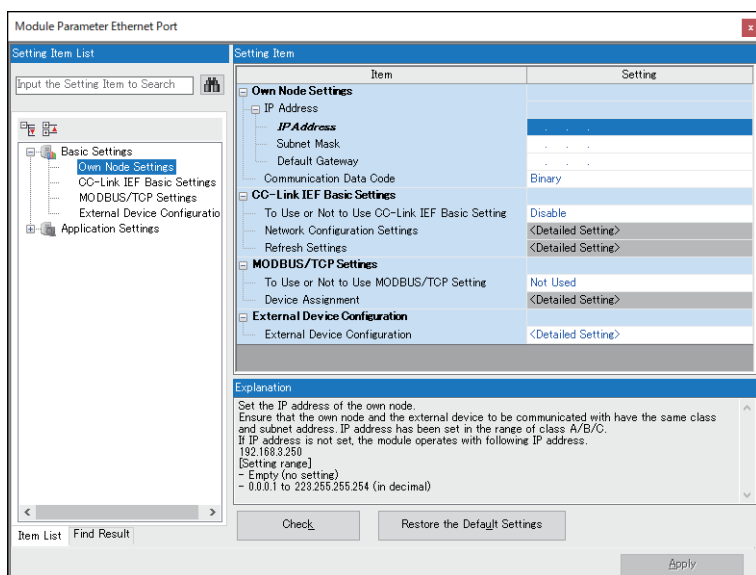 Module Parameter Ethernet Port
Setting Item List
Input the Setting Item to Search
Basic Settings
Own Node Settings
CC-Link IEF Basic Settings
MODBUS/TCP Settings
External Device Configuratio
Application Settings
Item List
Find Result
Setting Item
Item Setting
Own Node Settings
IP Address
IP Address . . .
Subnet Mask . . .
Default Gateway . . .
Communication Data Code Binary
CC-Link IEF Basic Settings
To Use or Not to Use CC-Link IEF Basic Setting Disable
Network Configuration Settings <Detailed Setting>
Refresh Settings <Detailed Setting>
MODBUS/TCP Settings
To Use or Not to Use MODBUS/TCP Setting Not Used
Device Assignment <Detailed Setting>
External Device Configuration
External Device Configuration <Detailed Setting>
Explanation
Set the IP address of the own node.
Ensure that the own node and the external device to be communicated with have the same class
and subnet address. IP address has been set in the range of class A/B/C.
If IP address is not set, the module operates with following IP address.
192.168.3.250
[Setting range]
- Empty (no setting)
- 0.0.0.1 to 223.255.255.254 (in decimal)
Check
Restore the Default Settings
Apply